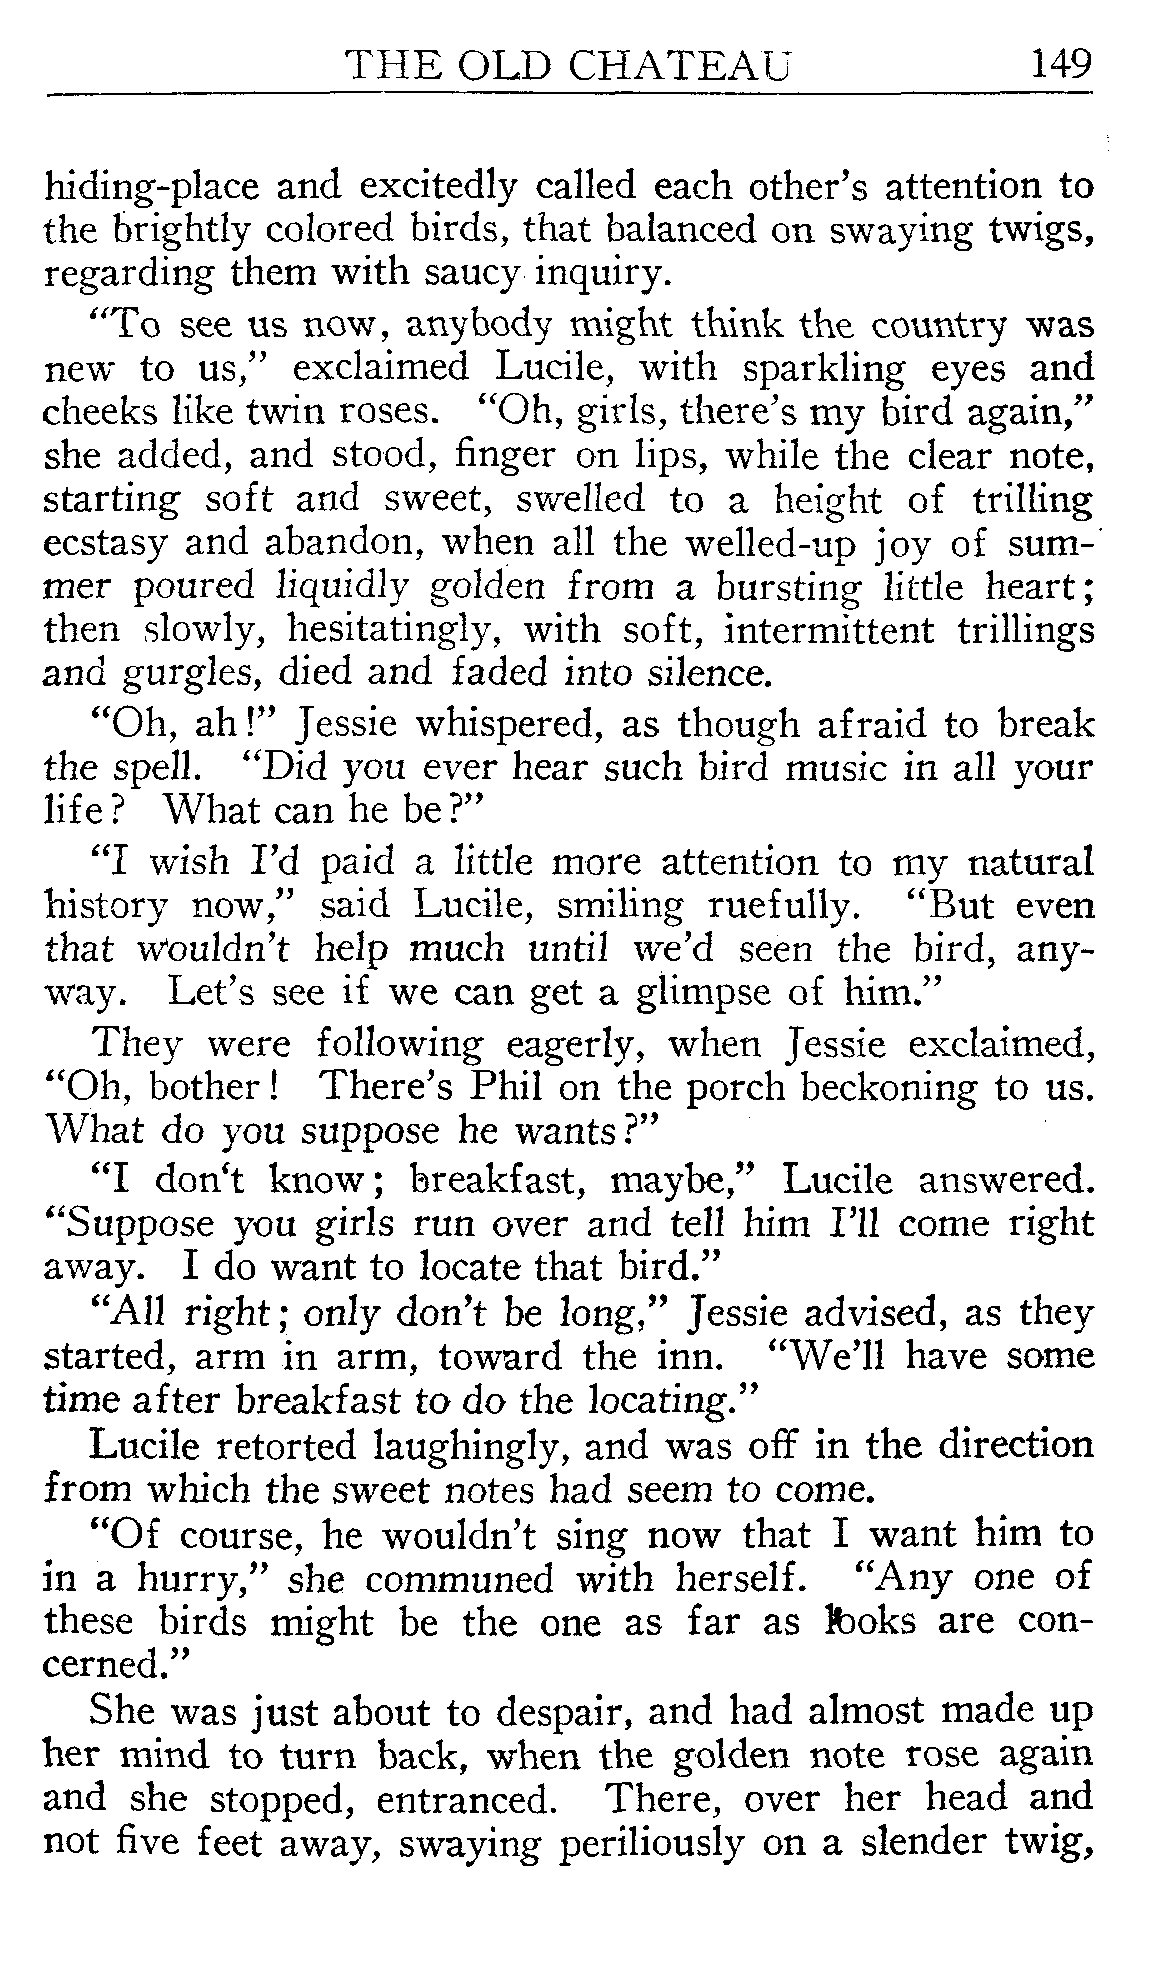 THE OLD CHATEAU 149
hiding-place and excitedly called each other's attention to
the brightly colored birds, that balanced on swaying twigs,
regarding them with saucy inquiry.
"To see us now, anybody might think the country was
new to us," exclaimed Lucile, with sparkling eyes and
cheeks like twin roses. "Oh, girls, there's my bird again,"
she added, and stood, finger on lips, while the clear note,
starting soft and sweet, swelled to a height of trilling
ecstasy and abandon, when all the welled-up joy of sum-
mer poured liquidly golden from a bursting little heart;
then slowly, hesitatingly, with soft, intermittent trillings
and gurgles, died and faded into silence.
"Oh, ah!" Jessie whispered, as though afraid to break
the spell. "Did you ever hear such bird music in all your
life? What can he be?"
"I wish I'd paid a little more attention to my natural
history now," said Lucile, smiling ruefully. "But even
that wouldn't help much until we'd seen the bird, any-
way. Let's see if we can get a glimpse of him."
They were following eagerly, when Jessie exclaimed,
"Oh, bother! There's Phil on the porch beckoning to us.
What do you suppose he wants?"
"I don‘t know; breakfast, maybe," Lucile answered.
"Suppose you girls run over and tell him I'll come right
away. I do want to locate that bird."
"All right; only don't be long," Jessie advised, as they
started, arm in arm, toward the inn. "We'll have some
time after breakfast to do the locating."
Lucile retorted laughingly, and was off in the direction
from which the sweet notes had seem to come.
"Of course, he wouldn't sing now that I want him to
in a hurry," she communed with herself. "Any one of
these birds might be the one as far as looks are con-
cerned."
She was just about to despair, and had almost made up
her mind to turn back, when the golden note rose again
and she stopped, entranced. There, over her head and
not five feet away, swaying periliously on a slender twig,